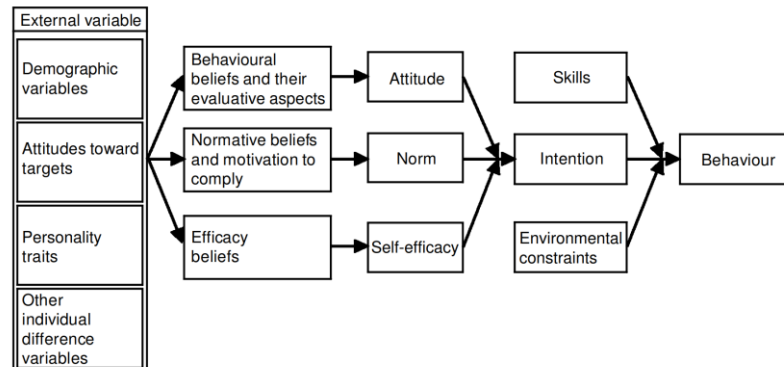 External variable
Demographic
variables
Attitudes toward
targets
Personality
traits
Other
individual
difference
variables
Behavioural
beliefs and their
evaluative aspects
Normative beliefs
and motivation to
comply
Efficacy
beliefs
Attitude
Norm
Self-efficacy
Skills
Intention
Environmental
constraints
Behaviour